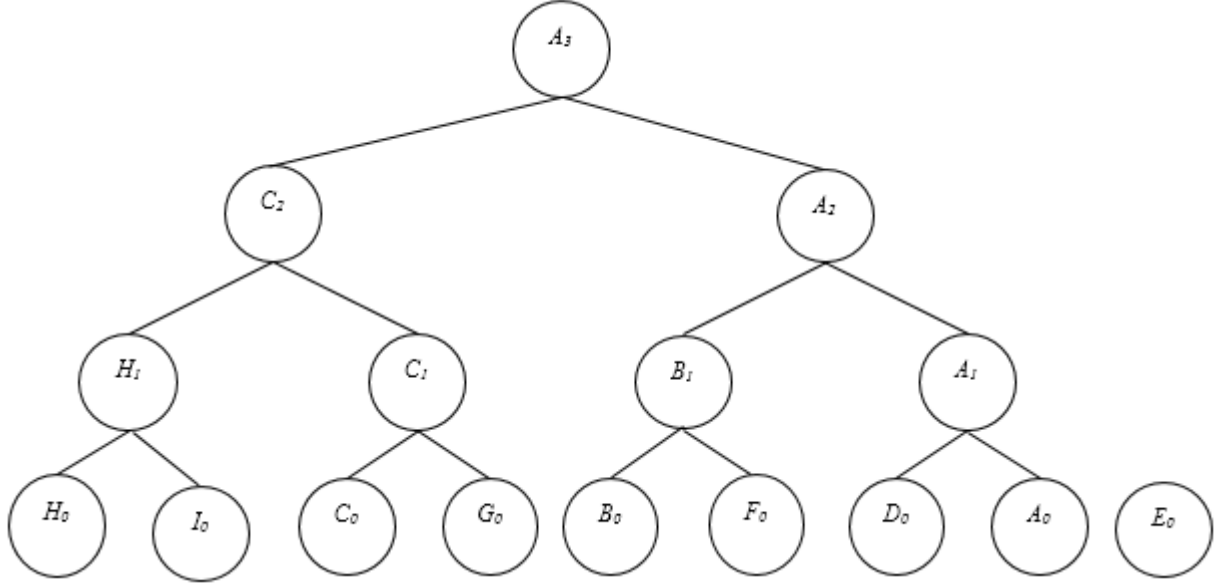 A₃
C₂ A₂
H₁ C₁ B₁ A₁
H₀ I₀ C₀ G₀ B₀ F₀ D₀ A₀ E₀